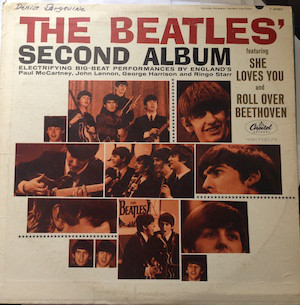 THE BEATLES'
SECOND ALBUM
ELECTRIFYING BIG-BEAT PERFORMANCES BY ENGLAND'S
Paul McCartney, John Lennon, George Harrison and Ringo Starr
featuring
SHE
LOVES YOU
and
ROLL OVER
BEETHOVEN
Capitol
THE
BEATLES